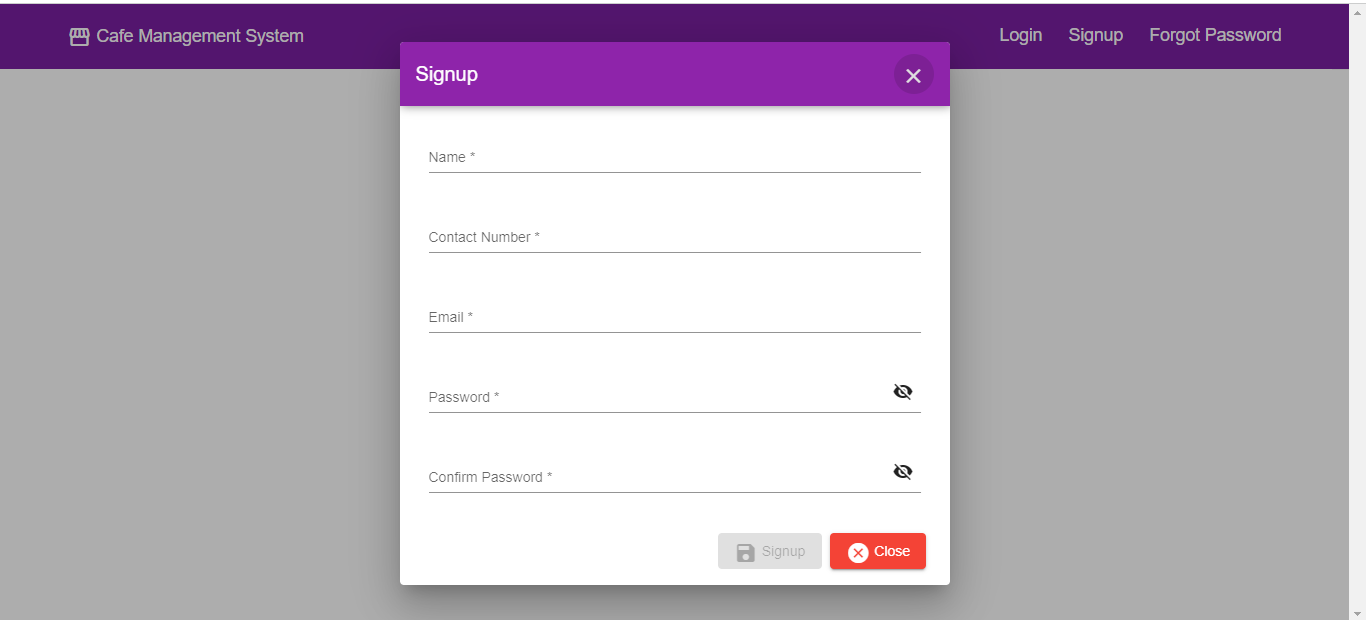 Cafe Management System
Login Signup Forgot Password
Signup
Name *
Contact Number *
Email *
Password *
Confirm Password *
Signup Close